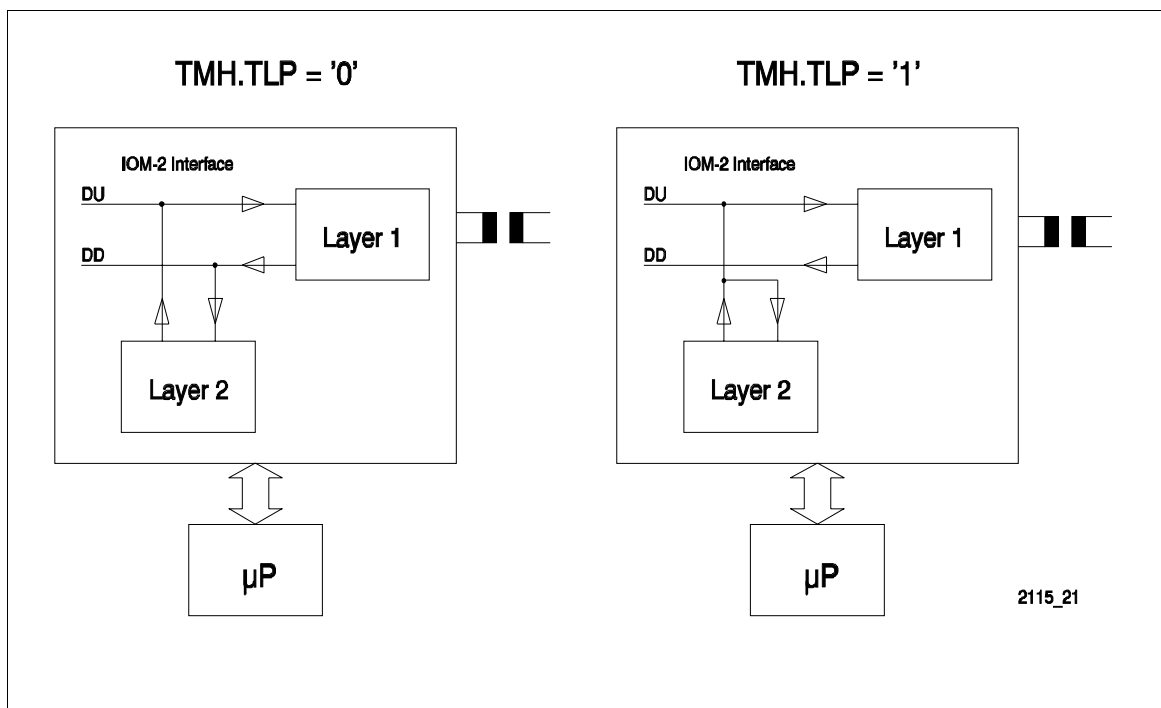 TMH.TLP = '0'
IOM-2 Interface
DU
Layer 1
DD
Layer 2
µP
TMH.TLP = '1'
IOM-2 Interface
DU
Layer 1
DD
Layer 2
µP
2115_21